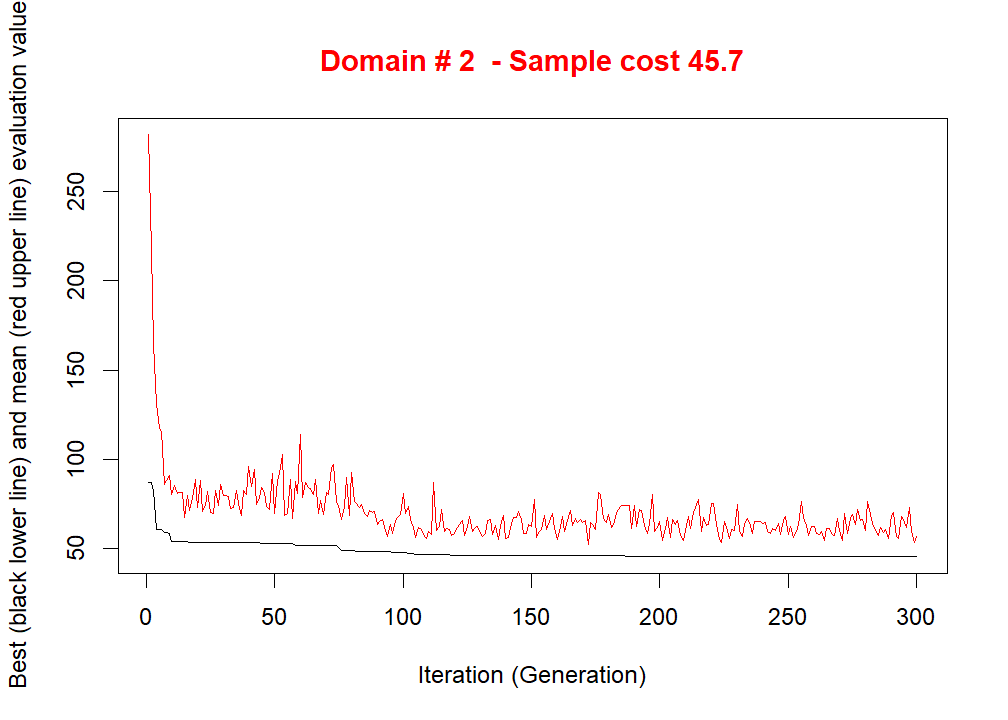 Domain # 2  - Sample cost 45.7
Best (black lower line) and mean (red upper line) evaluation value
250
200
150
100
50
0 50 100 150 200 250 300
Iteration (Generation)